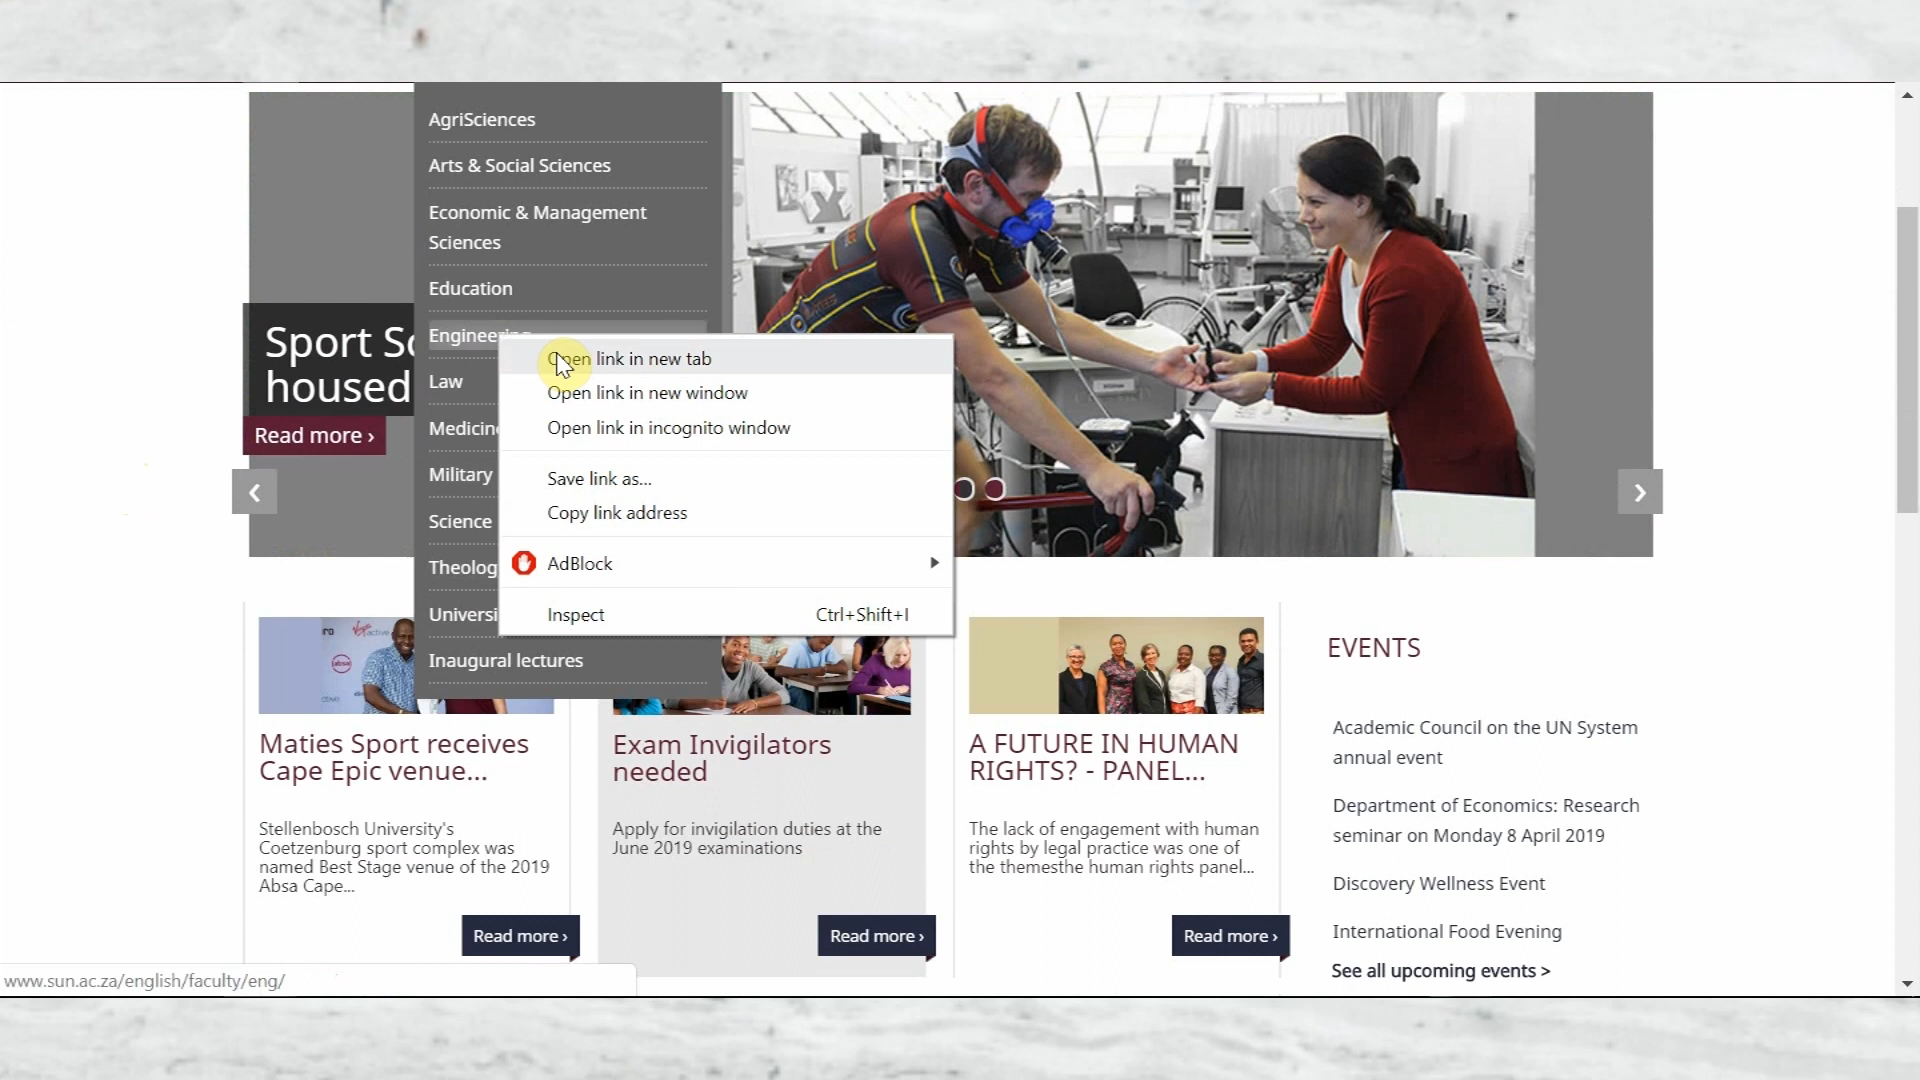 AgriSciences
Arts & Social Sciences
Economic & Management
Sciences
Education
Sport
housed
Read more ›
Law
Military
Science
Inaugural lectures
Open link in new tab
Open link in new window
Open link in incognito window
Save link as...
Copy link address
AdBlock
Inspect Ctrl+Shift+I
Maties Sport receives
Cape Epic venue...
Stellenbosch University's
Coetzenburg sport complex was
named Best Stage venue of the 2019
Absa Cape...
Read more ›
Exam Invigilators
needed
Apply for invigilation duties at the
June 2019 examinations
Read more ›
A FUTURE IN HUMAN
RIGHTS? - PANEL...
The lack of engagement with human
rights by legal practice was one of
the themesthe human rights panel...
Read more ›
EVENTS
Academic Council on the UN System
annual event
Department of Economics: Research
seminar on Monday 8 April 2019
Discovery Wellness Event
International Food Evening
See all upcoming events >
www.sun.ac.za/english/faculty/eng/